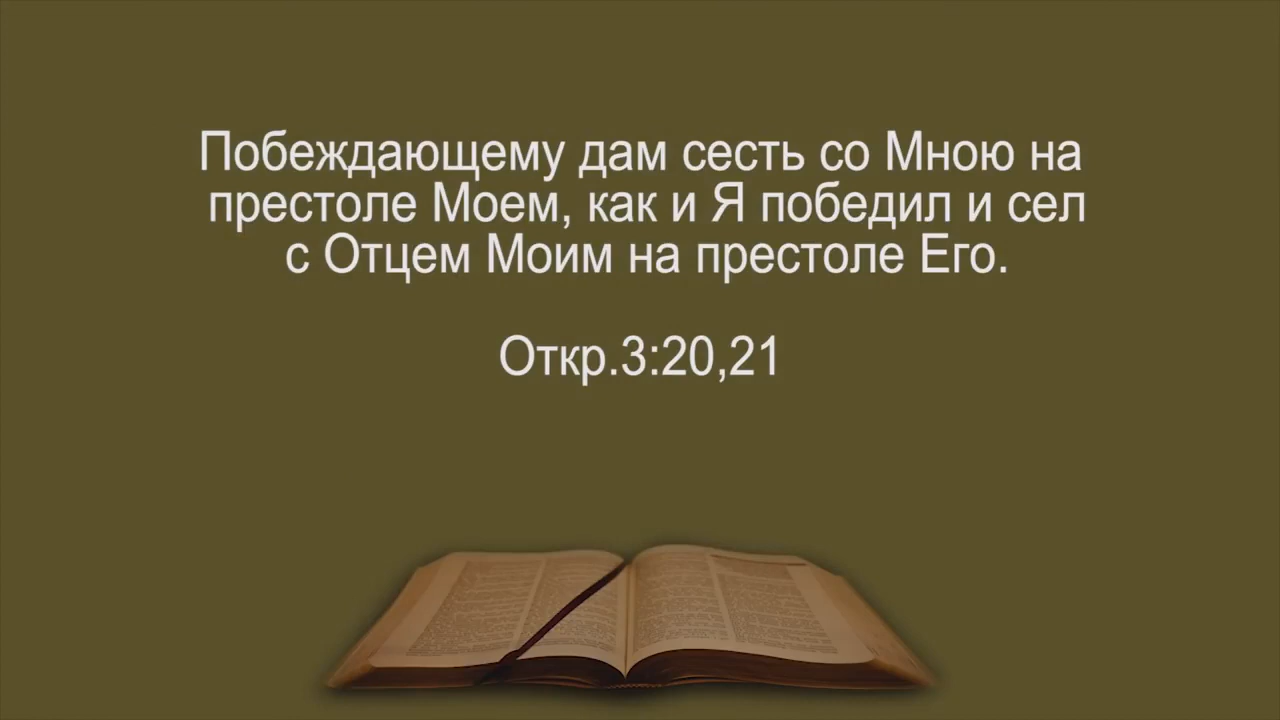 Побеждающему дам сесть со Мною на
престоле Моем, как и Я победил и сел
с Отцем Моим на престоле Его.
Откр.3:20,21